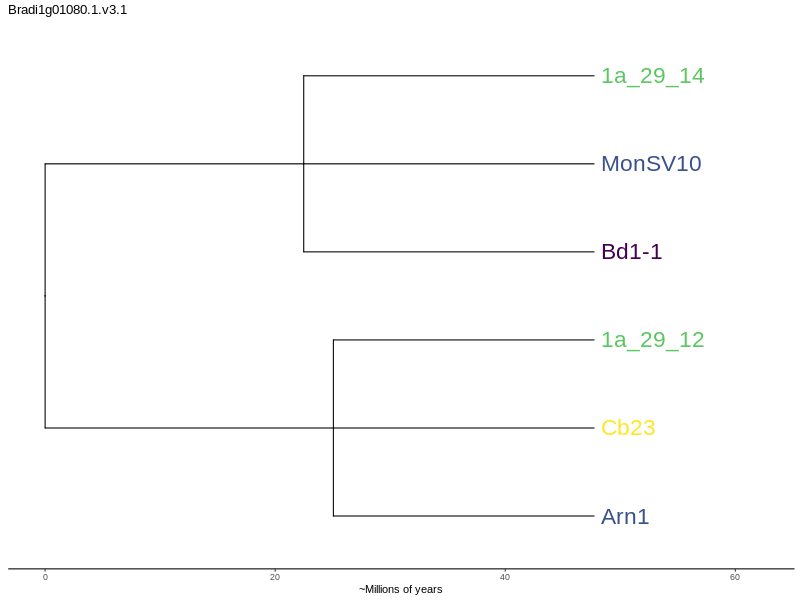 Bradi1g01080.1.v3.1
1a_29_14
MonSV10
Bd1-1
1a_29_12
Cb23
Arn1
0 20 40 60
~Millions of years